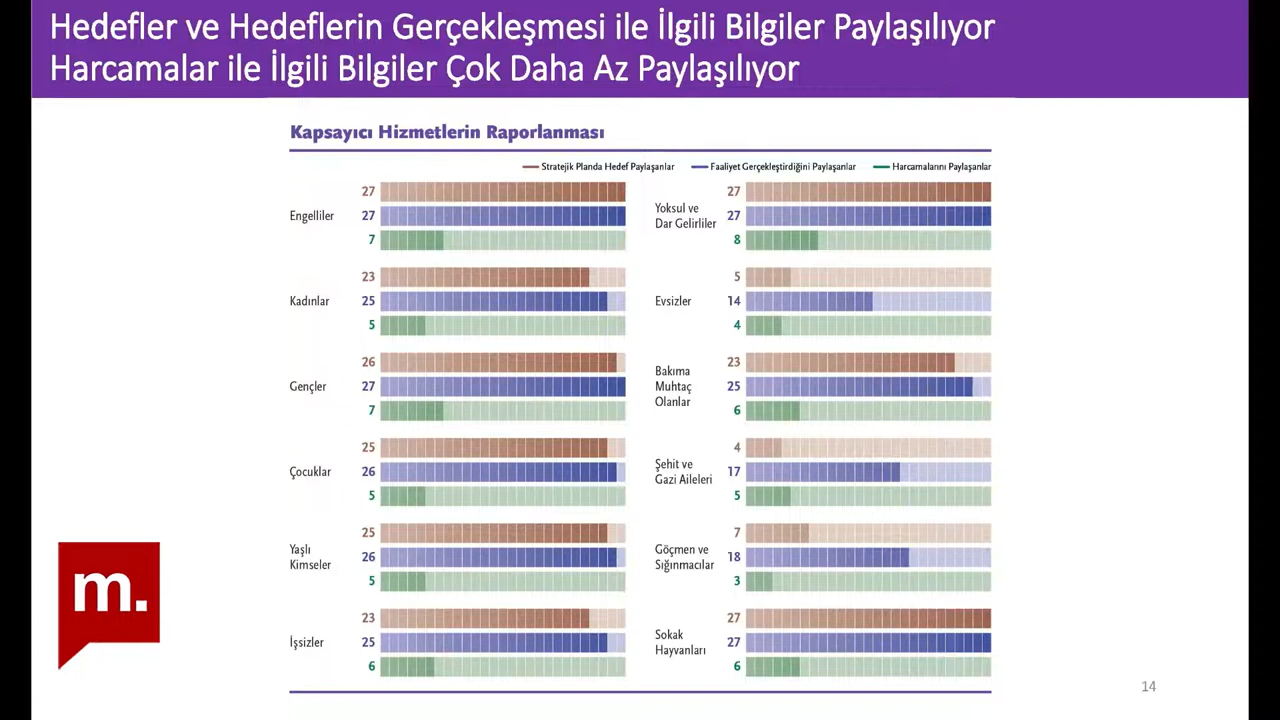 Hedefler ve Hedeflerin Gerçekleşmesi ile İlgili Bilgiler Paylaşılıyor
Harcamalar ile İlgili Bilgiler Çok Daha Az Paylaşılıyor
Kapsayıcı Hizmetlerin Raporlanması
Stratejik Planda Hedef Paylaşanlar
Faaliyet Gerçekleştirdiğini Paylaşanlar
Harcamalarını Paylaşanlar
Engelliler
27
27
7
Kadınlar
23
25
5
Gençler
26
27
7
Çocuklar
25
26
5
Yaşlı
Kimseler
25
26
5
İşsizler
23
25
6
Yoksul ve
Dar Gelirliler
27
27
8
Evsizler
5
14
4
Bakıma
Muhtaç
Olanlar
23
25
6
Şehit ve
Gazi Aileleri
4
17
5
Göçmen ve
Sığınmacılar
7
18
3
Sokak
Hayvanları
27
27
6
m.
14